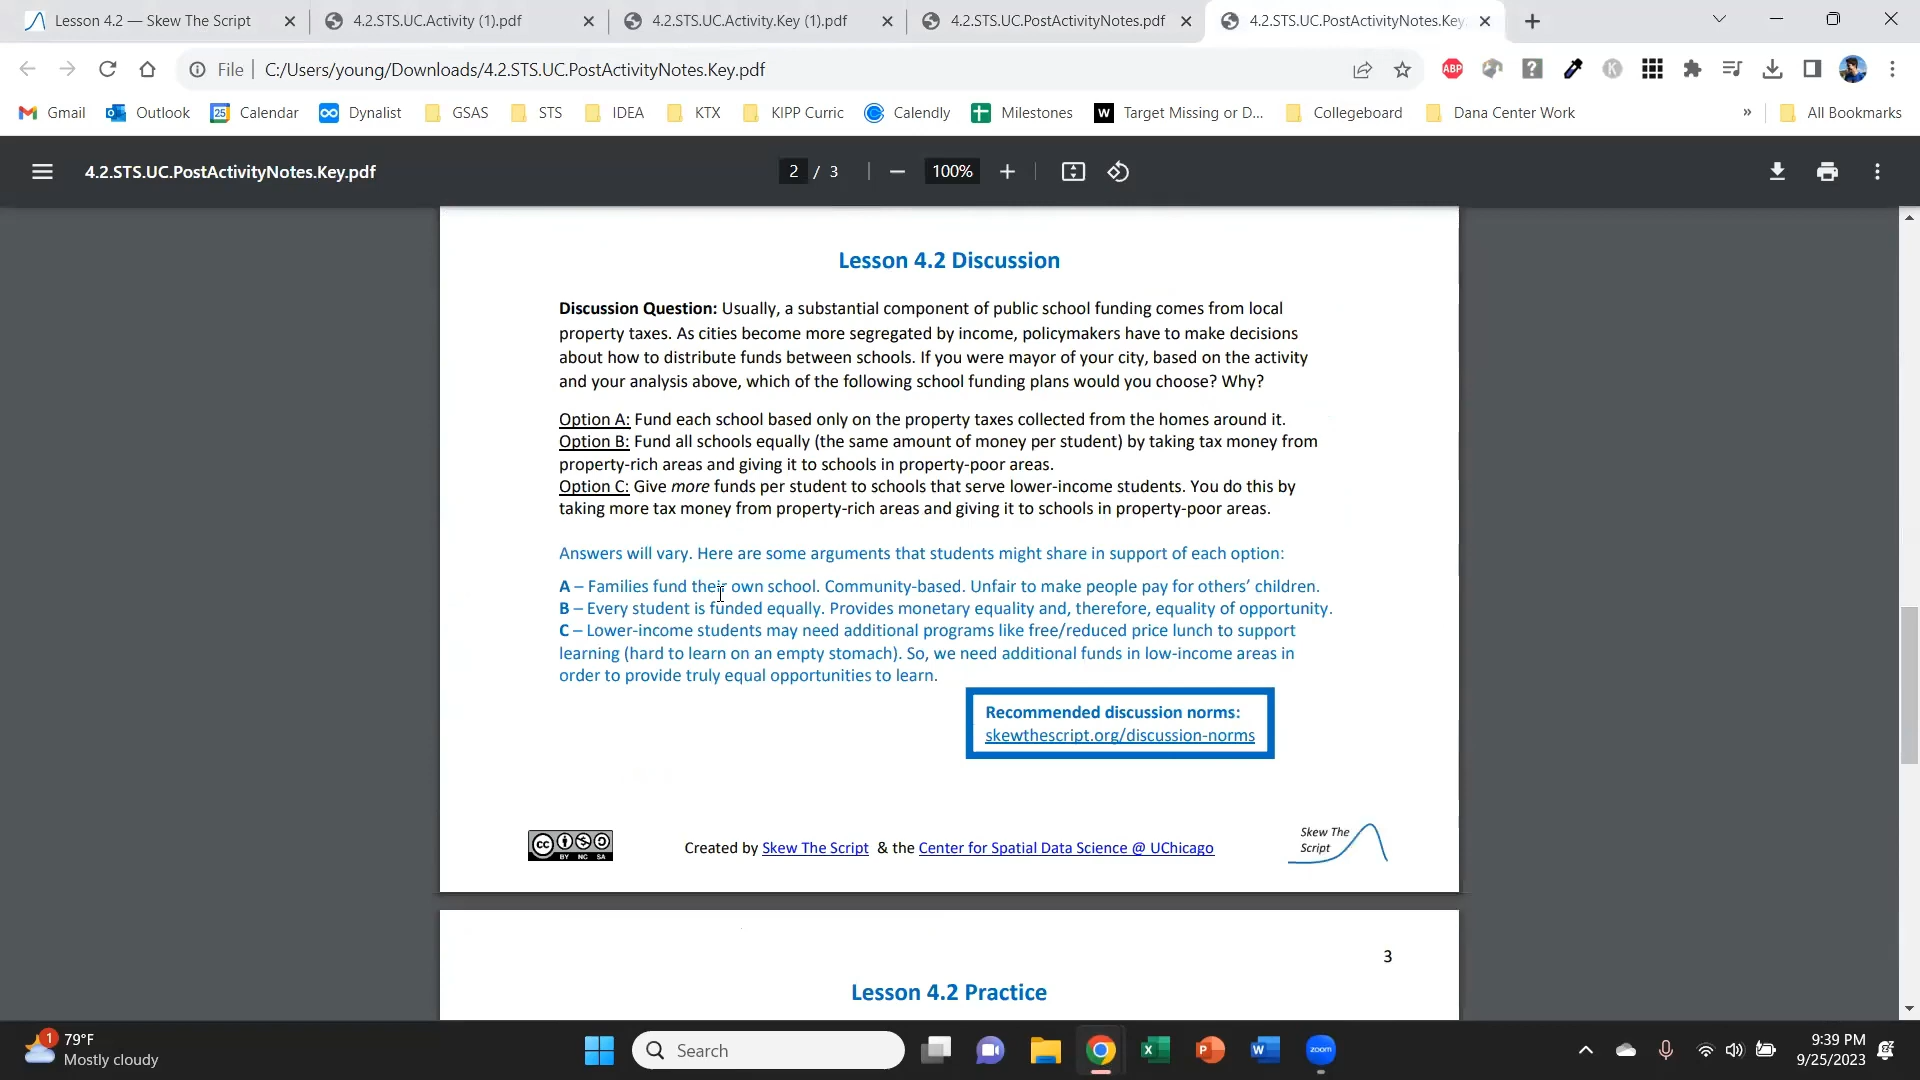 Lesson 4.2 — Skew The Script
4.2.STS.UC.Activity (1).pdf
4.2.STS.UC.Activity.Key (1).pdf
4.2.STS.UC.PostActivityNotes.pdf
4.2.STS.UC.PostActivityNotes.Key
File
C:/Users/young/Downloads/4.2.STS.UC.PostActivityNotes.Key.pdf
ABP
K
Gmail
Outlook
25
Calendar
Dynalist
GSAS
STS
IDEA
KTX
KIPP Curric
Calendly
Milestones
W
Target Missing or D...
Collegeboard
Dana Center Work
»
All Bookmarks
4.2.STS.UC.PostActivityNotes.Key.pdf
2 / 3
100%
Lesson 4.2 Discussion
Discussion Question: Usually, a substantial component of public school funding comes from local
property taxes. As cities become more segregated by income, policymakers have to make decisions
about how to distribute funds between schools. If you were mayor of your city, based on the activity
and your analysis above, which of the following school funding plans would you choose? Why?
Option A: Fund each school based only on the property taxes collected from the homes around it.
Option B: Fund all schools equally (the same amount of money per student) by taking tax money from
property-rich areas and giving it to schools in property-poor areas.
Option C: Give more funds per student to schools that serve lower-income students. You do this by
taking more tax money from property-rich areas and giving it to schools in property-poor areas.
Answers will vary. Here are some arguments that students might share in support of each option:
A – Families fund their own school. Community-based. Unfair to make people pay for others’ children.
B – Every student is funded equally. Provides monetary equality and, therefore, equality of opportunity.
C – Lower-income students may need additional programs like free/reduced price lunch to support
learning (hard to learn on an empty stomach). So, we need additional funds in low-income areas in
order to provide truly equal opportunities to learn.
Recommended discussion norms:
skewthescript.org/discussion-norms
cc
BY NC SA
Created by Skew The Script & the Center for Spatial Data Science @ UChicago
Skew The
Script
3
Lesson 4.2 Practice
1
79°F
Mostly cloudy
Search
zoom
9:39 PM
9/25/2023